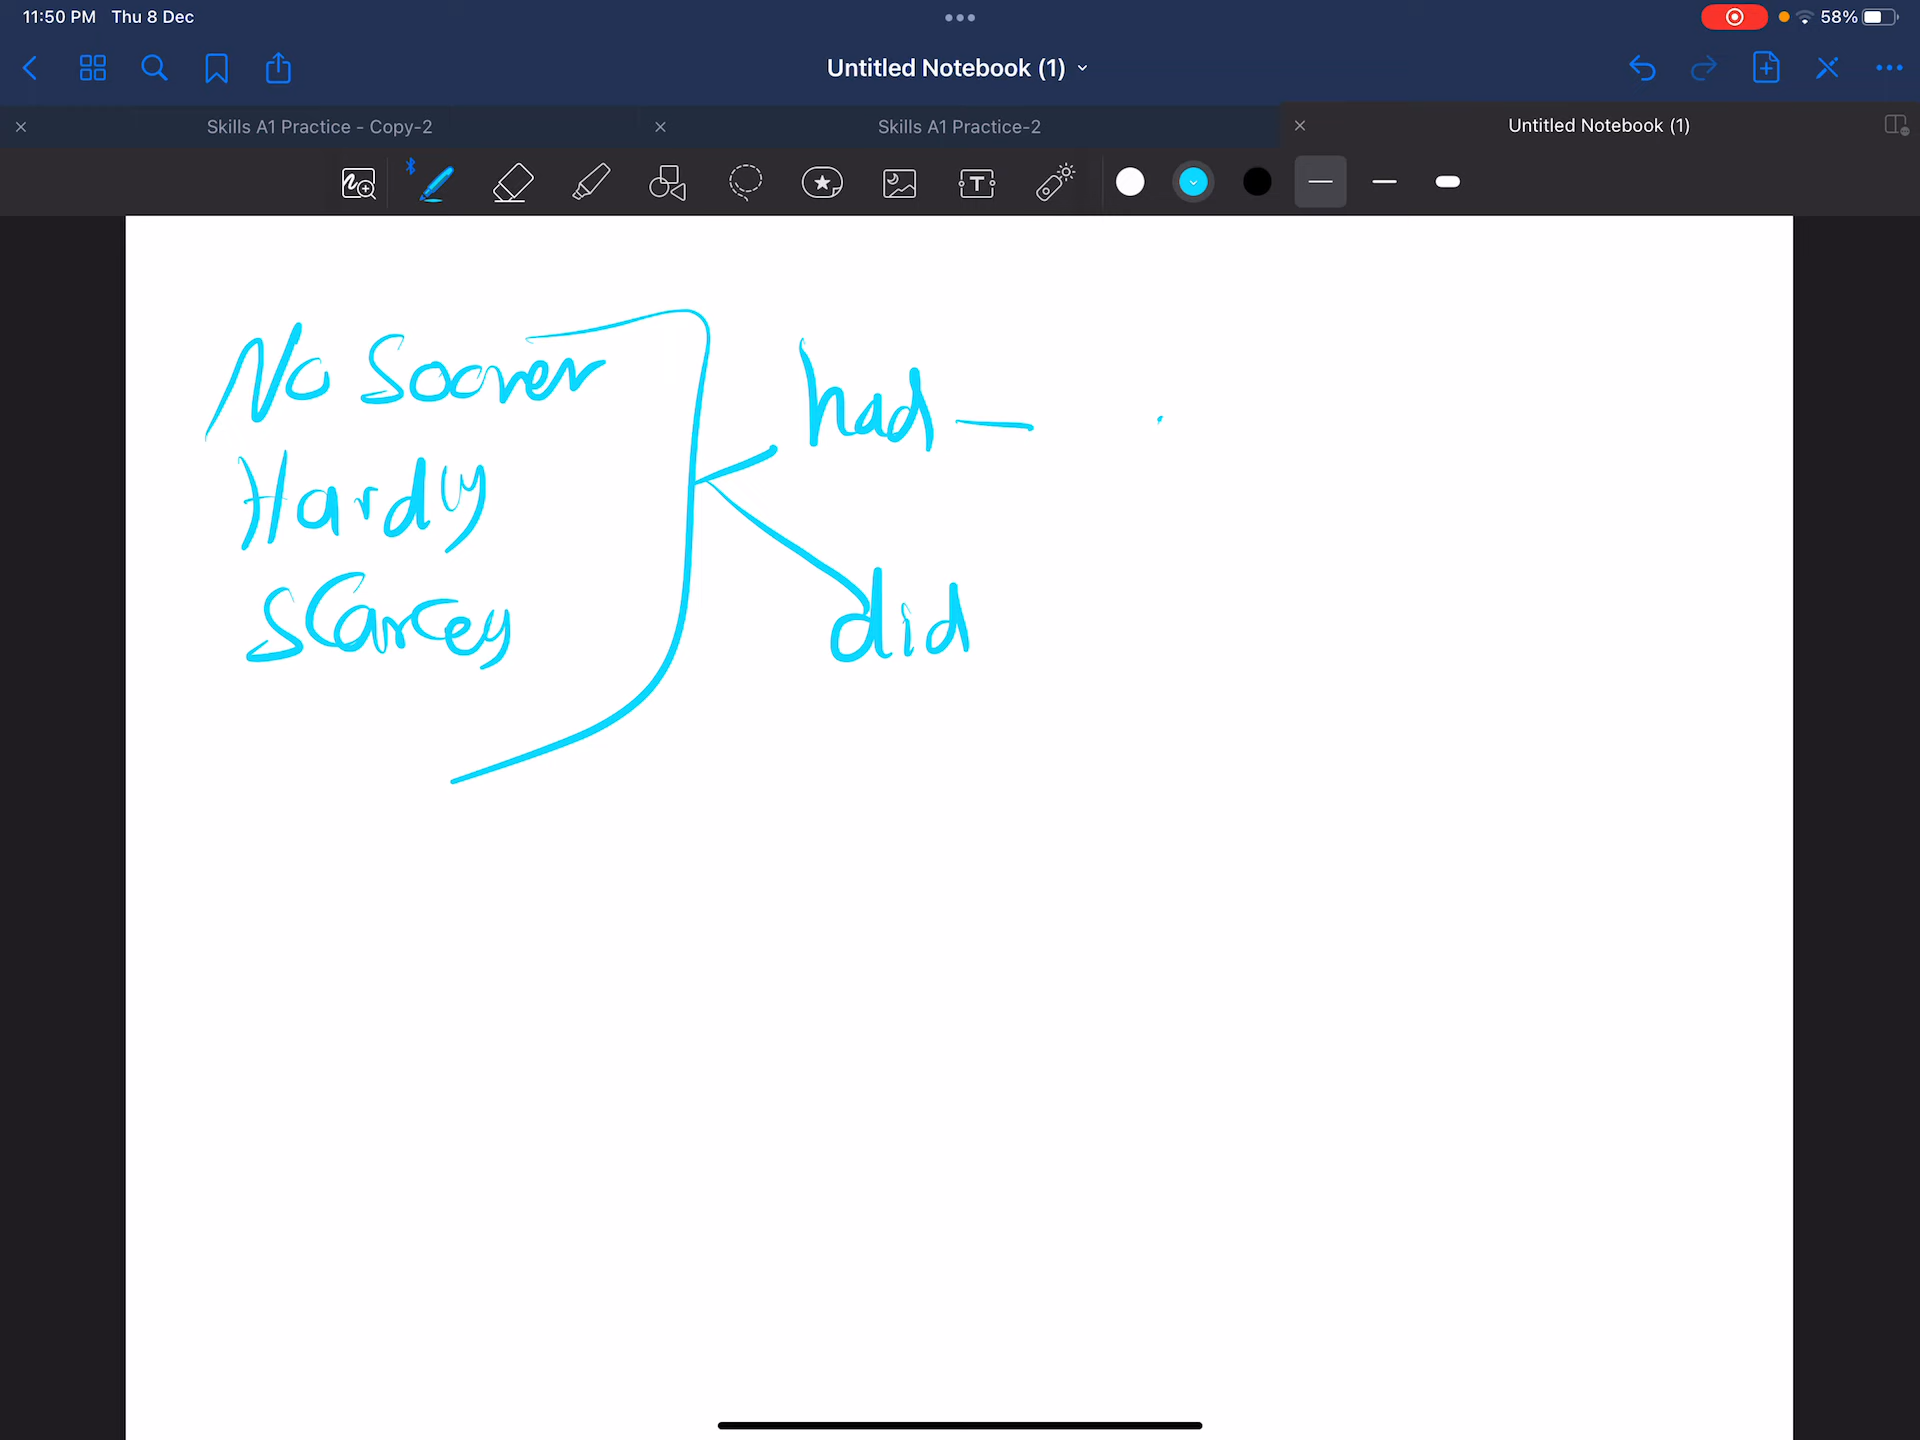 11:50 PM Thu 8 Dec
58%
Untitled Notebook (1)
Skills A1 Practice - Copy-2
Skills A1 Practice-2
Untitled Notebook (1)
No Sooner
Hardly
Scarcey
had —
did